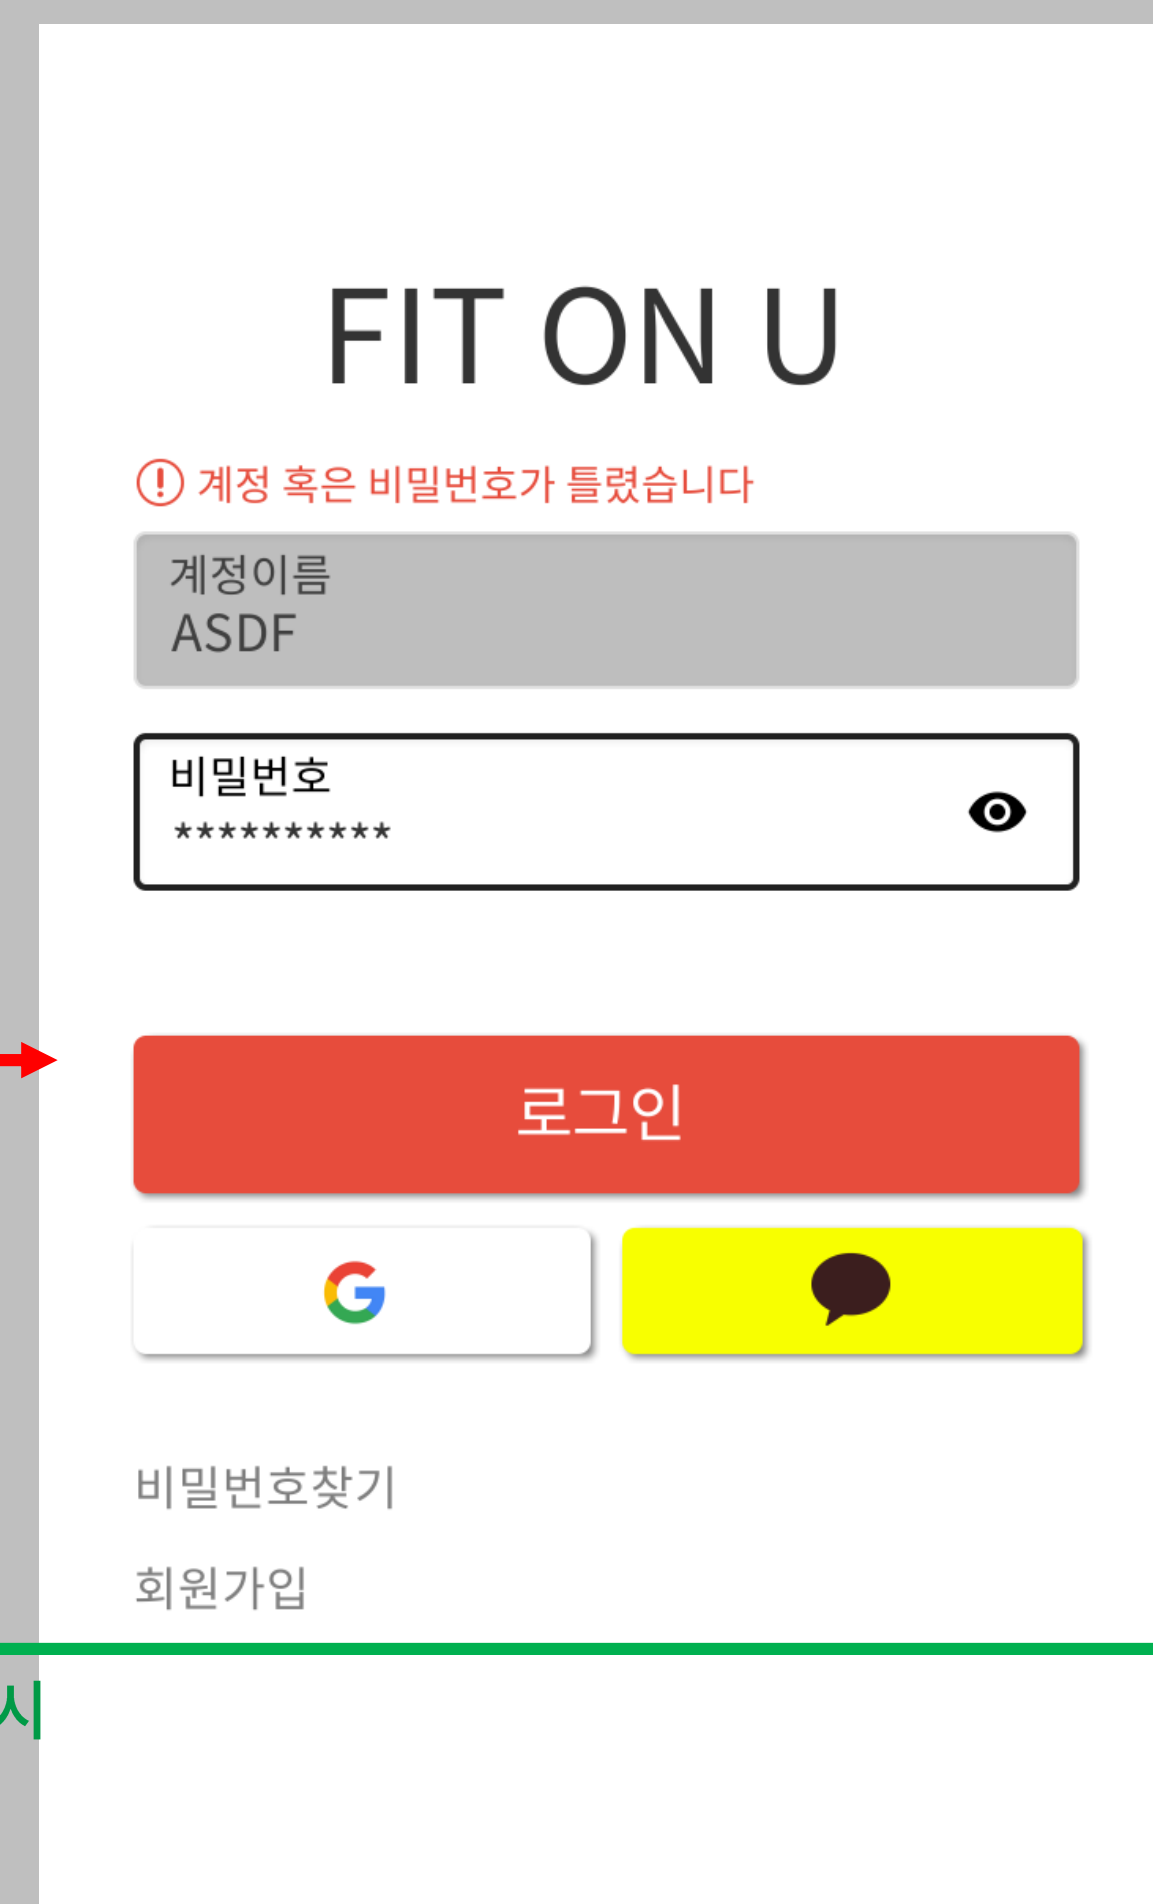 FIT ON U
계정 혹은 비밀번호가 틀렸습니다
계정이름
ASDF
비밀번호
**********
로그인
비밀번호찾기
회원가입
시